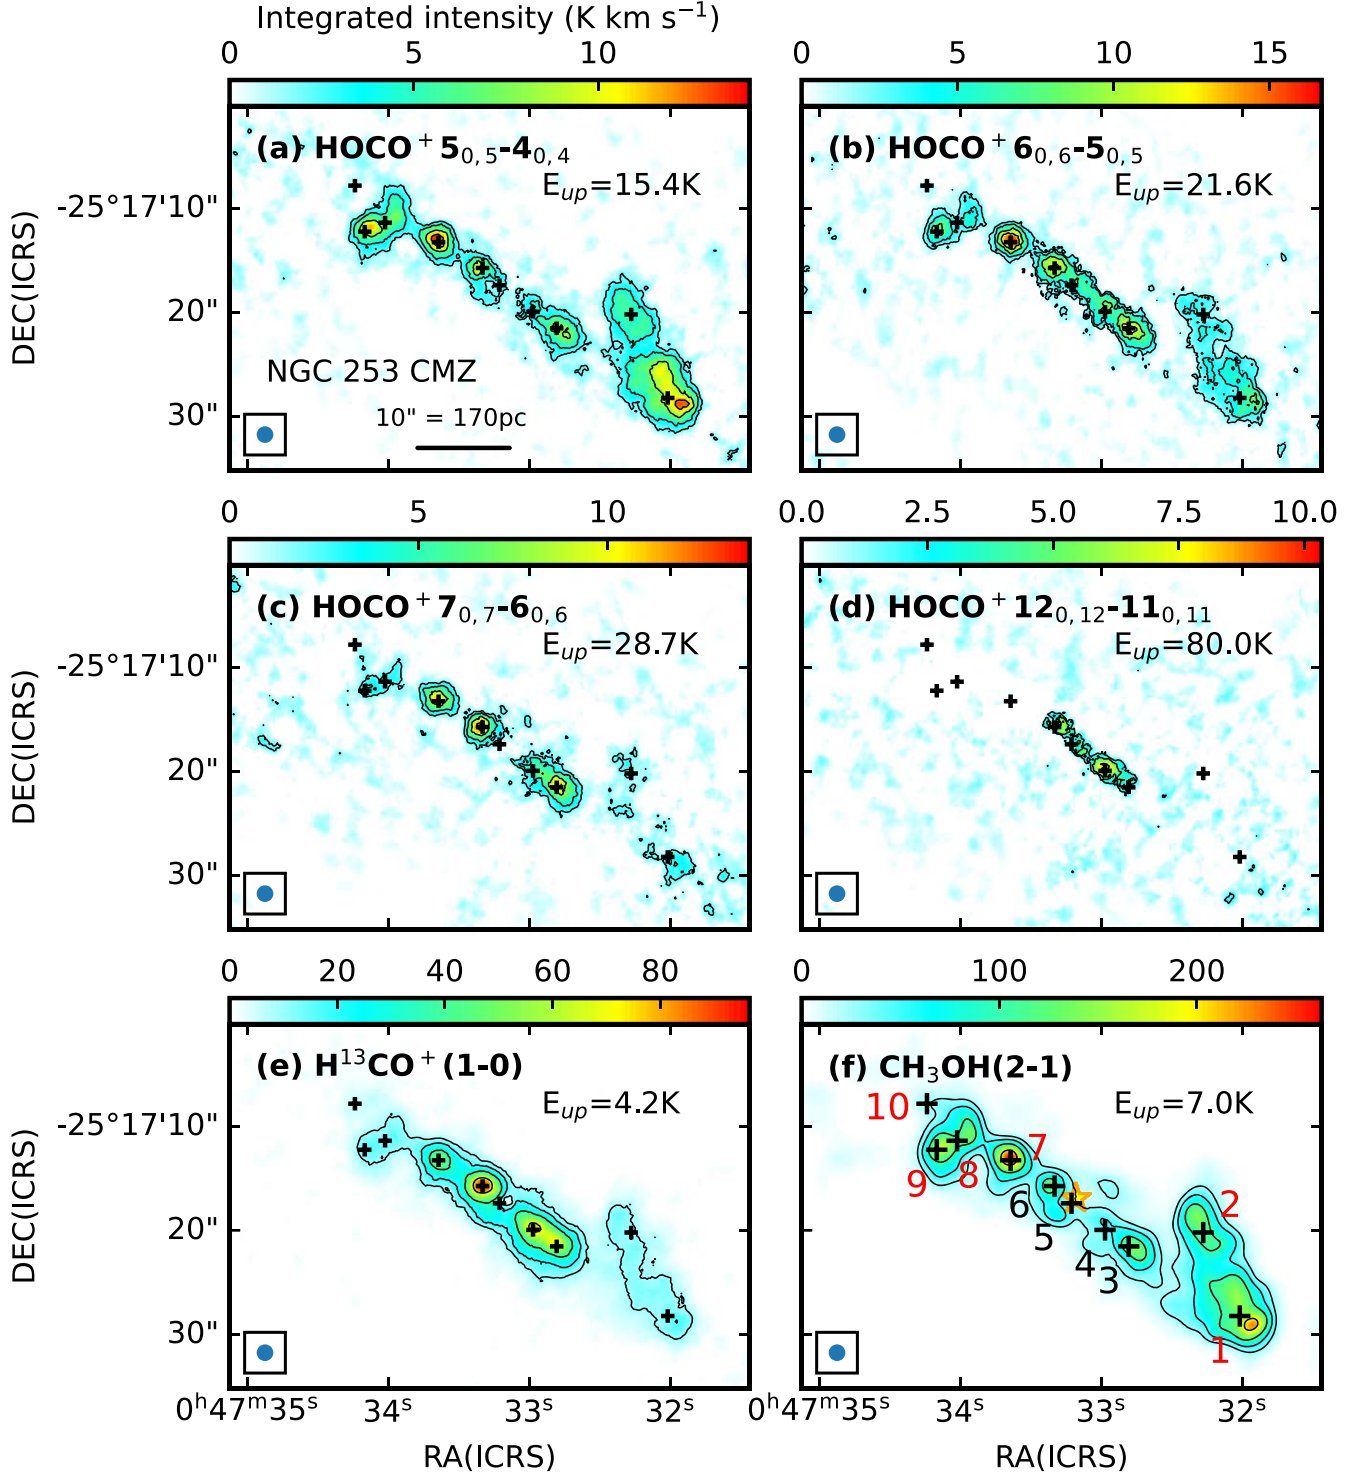 Integrated intensity (K km s⁻¹)
0 5 10
0 5 10 15
(a) HOCO⁺ 5₀,₅-4₀,₄
E_up=15.4K
(b) HOCO⁺ 6₀,₆-5₀,₅
E_up=21.6K
DEC(ICRS)
-25°17'10"
20"
30"
NGC 253 CMZ
10" = 170pc
0 5 10
0.0 2.5 5.0 7.5 10.0
(c) HOCO⁺ 7₀,₇-6₀,₆
E_up=28.7K
(d) HOCO⁺ 12₀,₁₂-11₀,₁₁
E_up=80.0K
DEC(ICRS)
-25°17'10"
20"
30"
0 20 40 60 80
0 100 200
(e) H¹³CO⁺(1-0)
E_up=4.2K
(f) CH₃OH(2-1)
E_up=7.0K
DEC(ICRS)
-25°17'10"
20"
30"
10
9
8
7
6
5
4
3
2
1
0ʰ47ᵐ35ˢ 34ˢ 33ˢ 32ˢ
0ʰ47ᵐ35ˢ 34ˢ 33ˢ 32ˢ
RA(ICRS)
RA(ICRS)